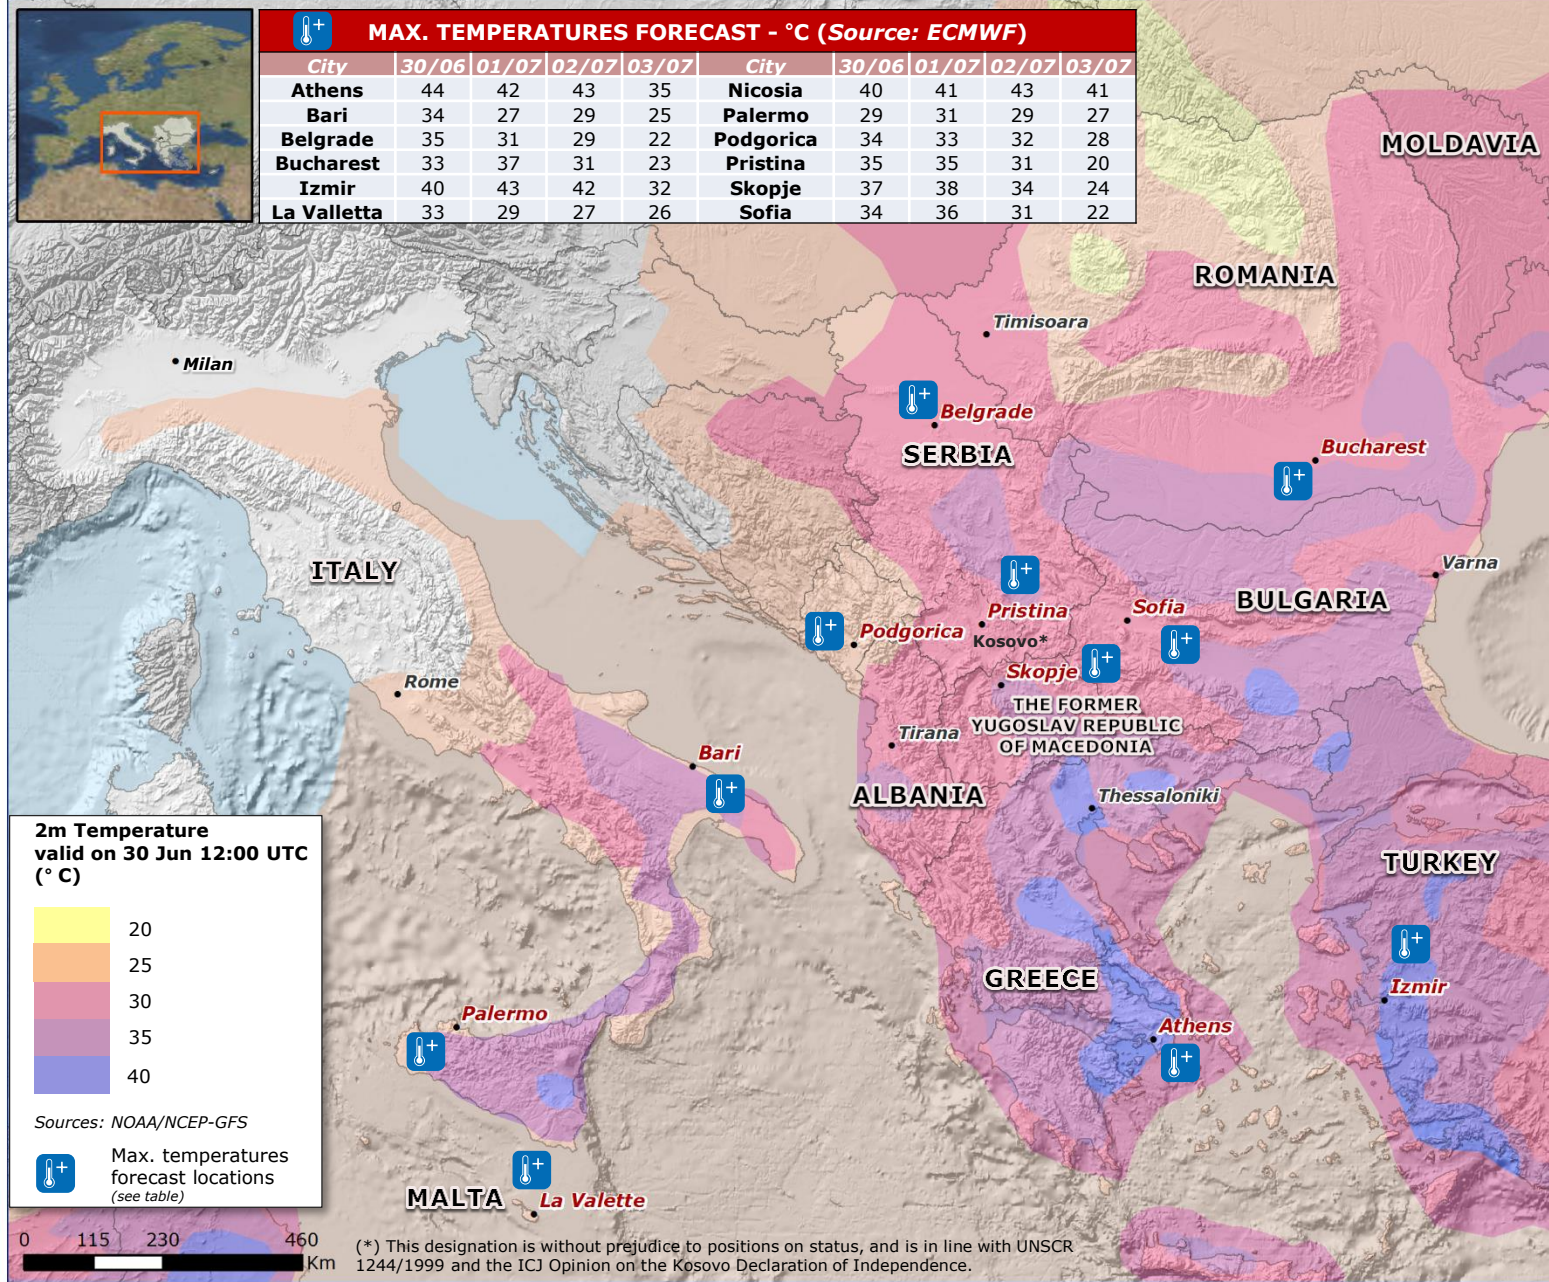 MAX. TEMPERATURES FORECAST - °C (Source: ECMWF)
City 30/06 01/07 02/07 03/07 City 30/06 01/07 02/07 03/07
Athens 44 42 43 35 Nicosia 40 41 43 41
Bari 34 27 29 25 Palermo 29 31 29 27
Belgrade 35 31 29 22 Podgorica 34 33 32 28
Bucharest 33 37 31 23 Pristina 35 35 31 20
Izmir 40 43 42 32 Skopje 37 38 34 24
La Valletta 33 29 27 26 Sofia 34 36 31 22
MOLDAVIA
ROMANIA
Timisoara
Milan
Belgrade
SERBIA
Bucharest
ITALY
Varna
BULGARIA
Pristina
Sofia
Podgorica
Kosovo*
Skopje
Rome
THE FORMER
YUGOSLAV REPUBLIC
OF MACEDONIA
Tirana
Bari
ALBANIA
Thessaloniki
TURKEY
GREECE
Izmir
Palermo
Athens
MALTA
La Valette
2m Temperature
valid on 30 Jun 12:00 UTC
(° C)
20
25
30
35
40
Sources: NOAA/NCEP-GFS
Max. temperatures
forecast locations
(see table)
0 115 230 460
Km
(*) This designation is without prejudice to positions on status, and is in line with UNSCR
1244/1999 and the ICJ Opinion on the Kosovo Declaration of Independence.